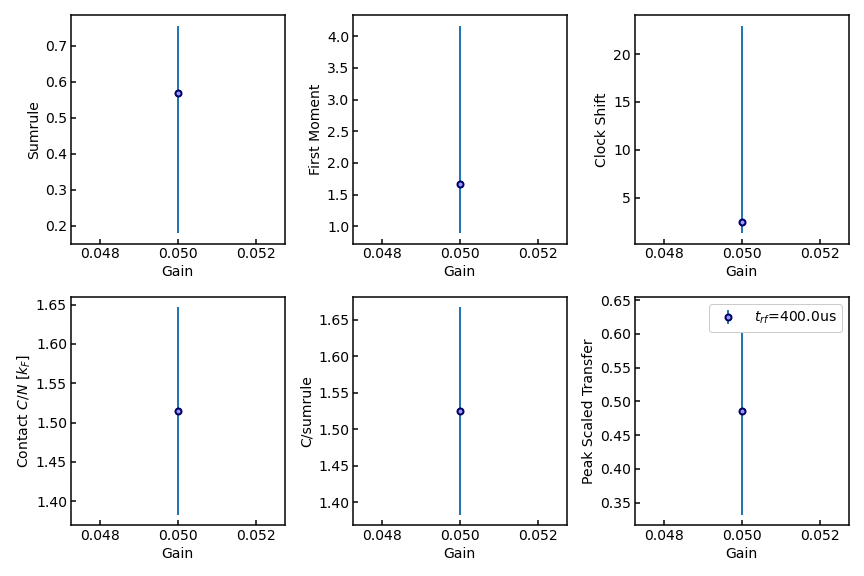 Sumrule
0.7
0.6
0.5
0.4
0.3
0.2
0.048 0.050 0.052
Gain
First Moment
4.0
3.5
3.0
2.5
2.0
1.5
1.0
0.048 0.050 0.052
Gain
Clock Shift
20
15
10
5
0.048 0.050 0.052
Gain
Contact C/N [k_F]
1.65
1.60
1.55
1.50
1.45
1.40
0.048 0.050 0.052
Gain
C/sumrule
1.65
1.60
1.55
1.50
1.45
1.40
0.048 0.050 0.052
Gain
Peak Scaled Transfer
0.65
0.60
0.55
0.50
0.45
0.40
0.35
t_rf=400.0us
0.048 0.050 0.052
Gain